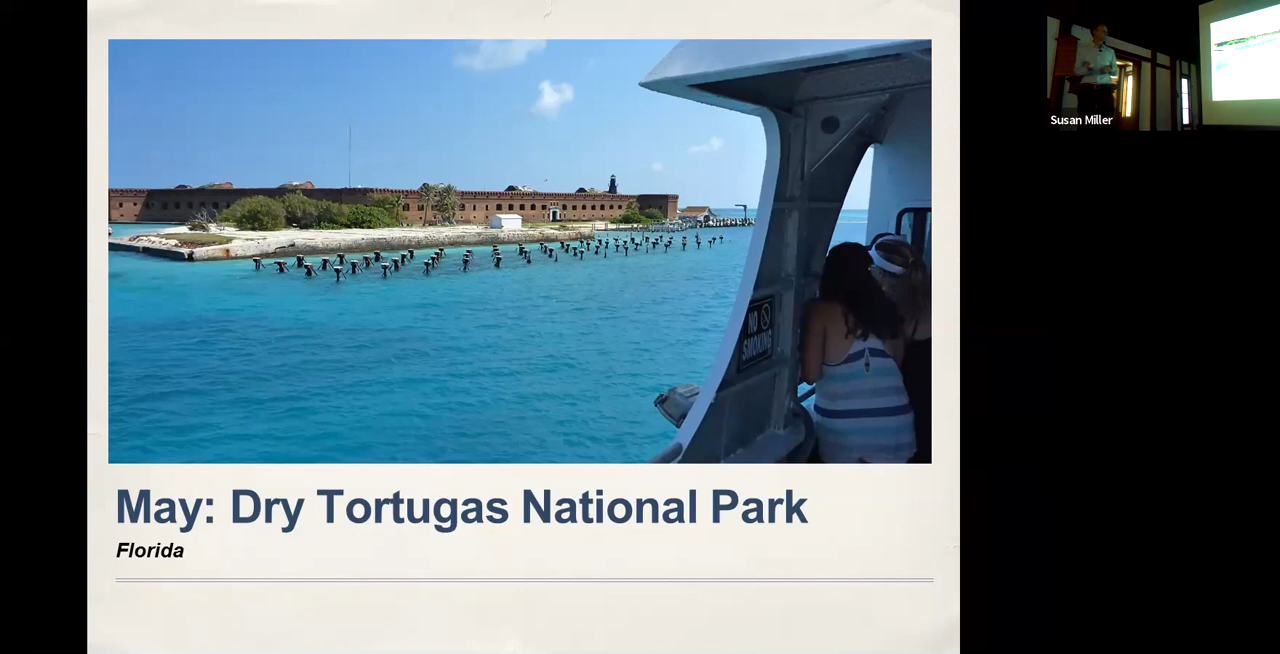 NO
SMOKING
May: Dry Tortugas National Park
Florida
Susan Miller